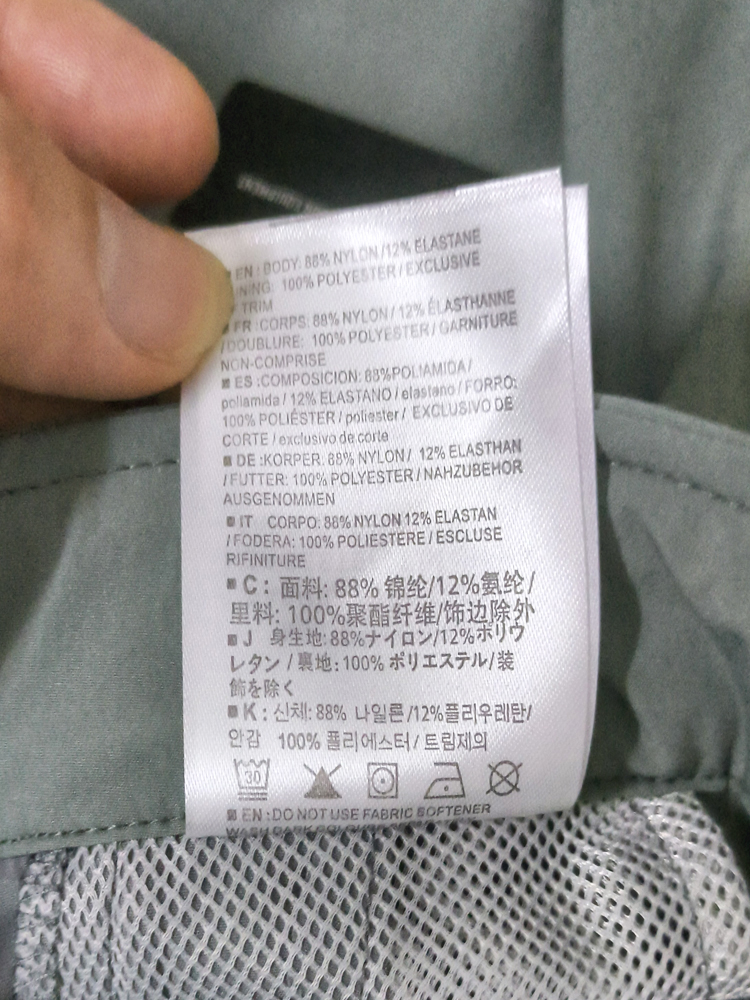 EN : BODY: 88% NYLON /12% ELASTANE
NING: 100% POLYESTER / EXCLUSIVE
TRIM
■ FR :CORPS: 88% NYLON / 12% ÉLASTHANNE
/DOUBLURE: 100% POLYESTER / GARNITURE
NON-COMPRISE
■ ES :COMPOSICION: 88%POLIAMIDA/
poliamida / 12% ELASTANO / elastano / FORRO:
100% POLIÉSTER / poliester / EXCLUSIVO DE
CORTE / exclusivo de corte
■ DE :KORPER: 88% NYLON / 12% ELASTHAN
/ FUTTER: 100% POLYESTER / NAHZUBEHOR
AUSGENOMMEN
■ IT CORPO: 88% NYLON 12% ELASTAN
/ FODERA: 100% POLIESTERE / ESCLUSE
RIFINITURE
■ C: 面料: 88% 锦纶/12%氨纶/
里料: 100%聚酯纤维/饰边除外
■ J 身生地: 88%ナイロン/12%ポリウ
レタン / 裏地: 100% ポリエステル/装
飾を除く
■ K: 신체: 88% 나일론 /12%폴리우레탄/
안감 100% 폴리에스터 / 트림제의
30
■ EN : DO NOT USE FABRIC SOFTENER